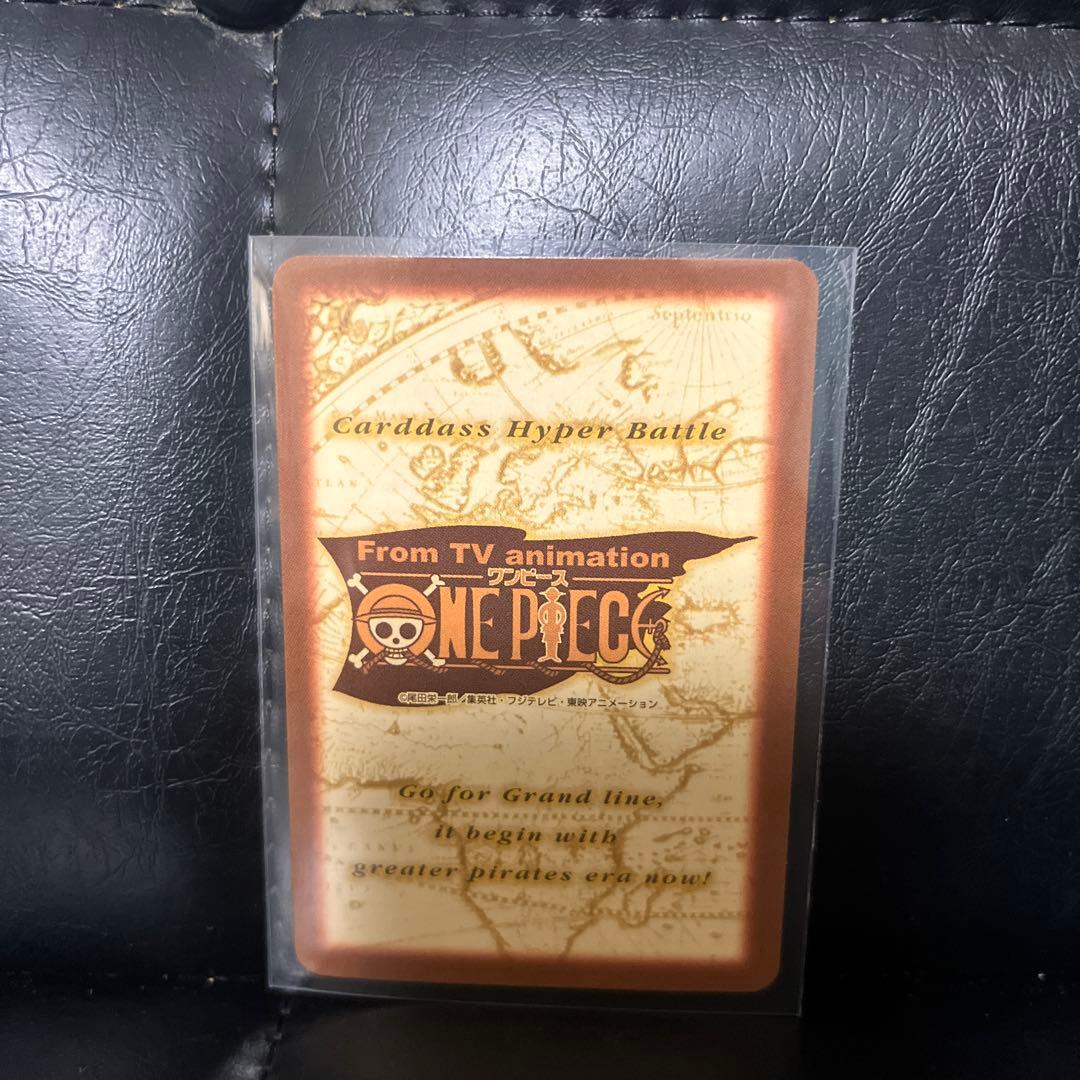 Septentrio
Carddass Hyper Battle
From TV animation
ワンピース
ONE PIECE
©尾田栄一郎／集英社・フジテレビ・東映アニメーション
Go for Grand line,
it begin with
greater pirates era now!